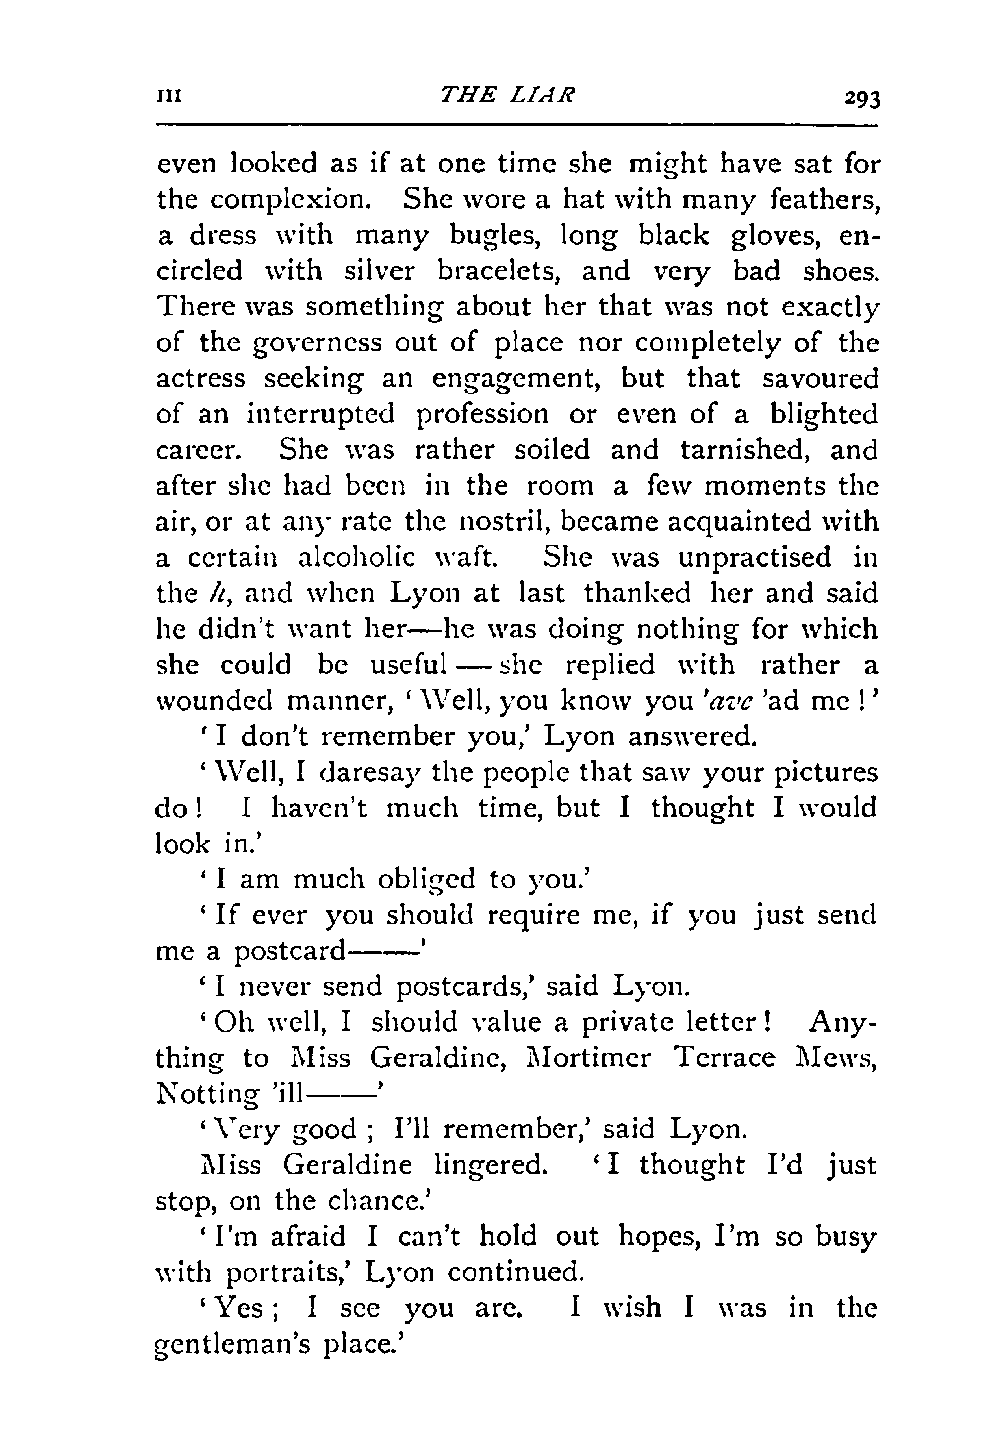 III THE LIAR 293
even looked as if at one time she might have sat for
the complexion. She wore a hat with many feathers,
a dress with many bugles, long black gloves, en-
circled with silver bracelets, and very bad shoes.
There was something about her that was not exactly
of the governess out of place nor completely of the
actress seeking an engagement, but that savoured
of an interrupted profession or even of a blighted
career. She was rather soiled and tarnished, and
after she had been in the room a few moments the
air, or at any rate the nostril, became acquainted with
a certain alcoholic waft. She was unpractised in
the h, and when Lyon at last thanked her and said
he didn't want her—he was doing nothing for which
she could be useful—she replied with rather a
wounded manner, ‘Well, you know you 'ave 'ad me!’
‘I don't remember you,’ Lyon answered.
‘Well, I daresay the people that saw your pictures
do! I haven't much time, but I thought I would
look in.’
‘I am much obliged to you.’
‘If ever you should require me, if you just send
me a postcard——’
‘I never send postcards,’ said Lyon.
‘Oh well, I should value a private letter! Any-
thing to Miss Geraldine, Mortimer Terrace Mews,
Notting 'ill——’
‘Very good; I'll remember,’ said Lyon.
Miss Geraldine lingered. ‘I thought I'd just
stop, on the chance.’
‘I'm afraid I can't hold out hopes, I'm so busy
with portraits,’ Lyon continued.
‘Yes; I see you are. I wish I was in the
gentleman's place.’